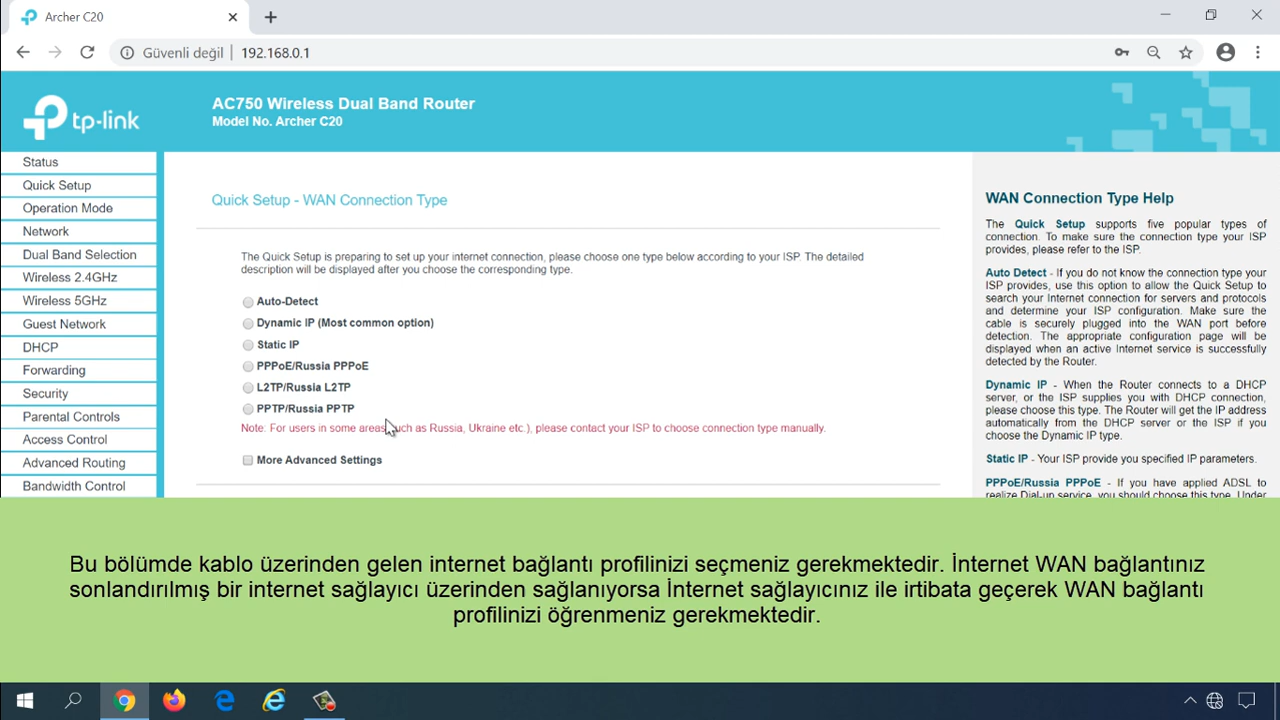 Archer C20
Güvenli değil
192.168.0.1
tp-link
AC750 Wireless Dual Band Router
Model No. Archer C20
Status
Quick Setup
Operation Mode
Network
Dual Band Selection
Wireless 2.4GHz
Wireless 5GHz
Guest Network
DHCP
Forwarding
Security
Parental Controls
Access Control
Advanced Routing
Bandwidth Control
Quick Setup - WAN Connection Type
The Quick Setup is preparing to set up your internet connection, please choose one type below according to your ISP. The detailed
description will be displayed after you choose the corresponding type.
Auto-Detect
Dynamic IP (Most common option)
Static IP
PPPoE/Russia PPPoE
L2TP/Russia L2TP
PPTP/Russia PPTP
Note: For users in some areas such as Russia, Ukraine etc.), please contact your ISP to choose connection type manually.
More Advanced Settings
WAN Connection Type Help
The Quick Setup supports five popular types of
connection. To make sure the connection type your ISP
provides, please refer to the ISP.
Auto Detect - If you do not know the connection type your
ISP provides, use this option to allow the Quick Setup to
search your Internet connection for servers and protocols
and determine your ISP configuration. Make sure the
cable is securely plugged into the WAN port before
detection. The appropriate configuration page will be
displayed when an active Internet service is successfully
detected by the Router.
Dynamic IP - When the Router connects to a DHCP
server, or the ISP supplies you with DHCP connection,
please choose this type. The Router will get the IP address
automatically from the DHCP server or the ISP if you
choose the Dynamic IP type.
Static IP - Your ISP provide you specified IP parameters.
PPPoE/Russia PPPoE - If you have applied ADSL to
realize Dial-up service, you should choose this type. Under
Bu bölümde kablo üzerinden gelen internet bağlantı profilinizi seçmeniz gerekmektedir. İnternet WAN bağlantınız
sonlandırılmış bir internet sağlayıcı üzerinden sağlanıyorsa İnternet sağlayıcınız ile irtibata geçerek WAN bağlantı
profilinizi öğrenmeniz gerekmektedir.